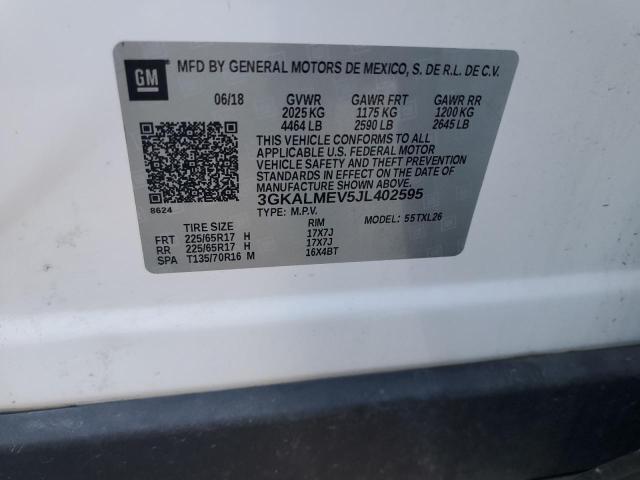 GM
MFD BY GENERAL MOTORS DE MEXICO, S. DE R.L. DE C.V.
06/18 GVWR GAWR FRT GAWR RR
2025 KG 1175 KG 1200 KG
4464 LB 2590 LB 2645 LB
THIS VEHICLE CONFORMS TO ALL
APPLICABLE U.S. FEDERAL MOTOR
VEHICLE SAFETY AND THEFT PREVENTION
STANDARDS IN EFFECT ON THE DATE OF
MANUFACTURE SHOWN ABOVE.
3GKALMEV5JL402595
8624
TYPE: M.P.V. MODEL: 55TXL26
TIRE SIZE RIM
FRT 225/65R17 H 17X7J
RR 225/65R17 H 17X7J
SPA T135/70R16 M 16X4BT